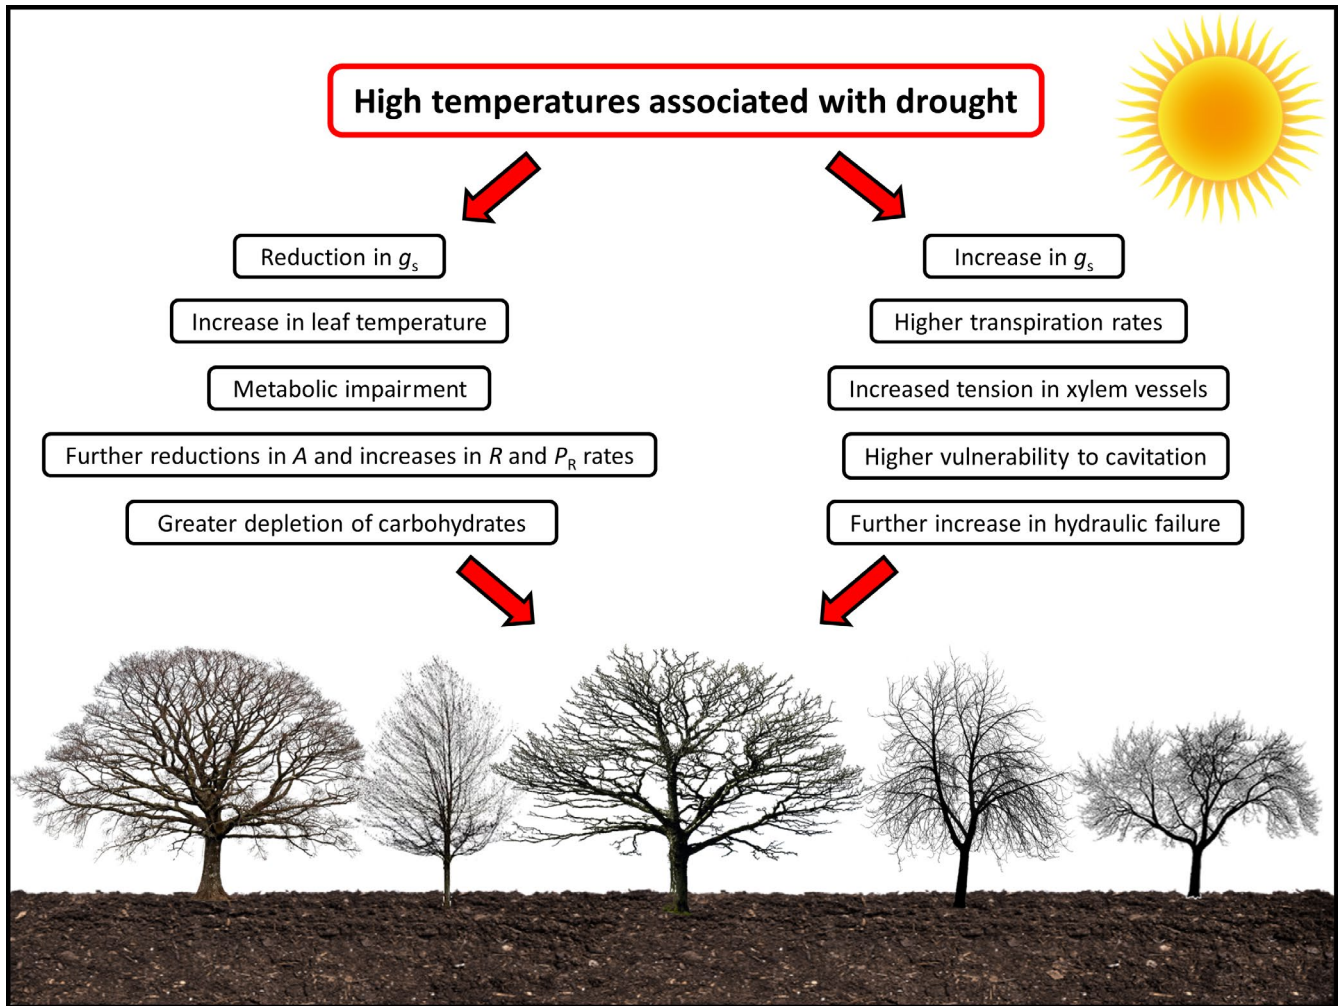 High temperatures associated with drought
Reduction in gs
Increase in leaf temperature
Metabolic impairment
Further reductions in A and increases in R and PR rates
Greater depletion of carbohydrates
Increase in gs
Higher transpiration rates
Increased tension in xylem vessels
Higher vulnerability to cavitation
Further increase in hydraulic failure